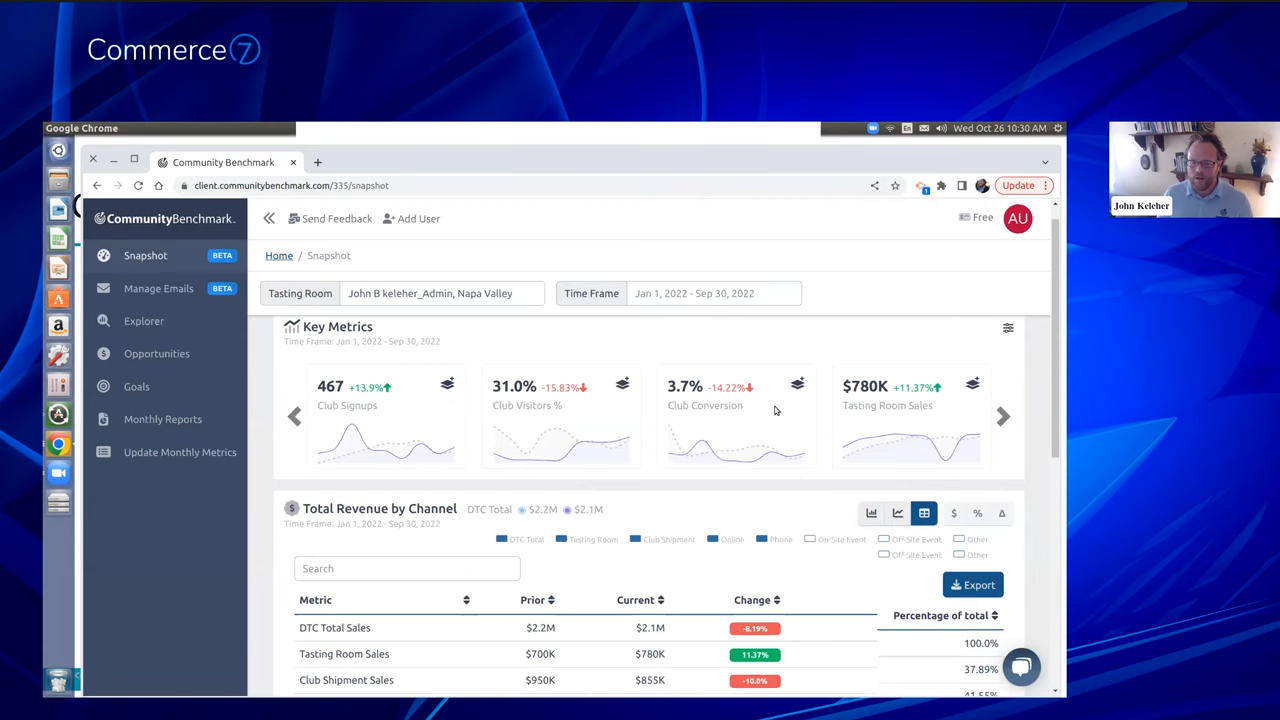 Commerce7
Google Chrome
En
Wed Oct 26 10:30 AM
Community Benchmark
client.communitybenchmark.com/335/snapshot
1
Update
John Keleher
CommunityBenchmark.
Send Feedback
Add User
Free
AU
Snapshot
BETA
Manage Emails
BETA
Explorer
Opportunities
Goals
Monthly Reports
Update Monthly Metrics
Home / Snapshot
Tasting Room
John B keleher_Admin, Napa Valley
Time Frame
Jan 1, 2022 - Sep 30, 2022
Key Metrics
Time Frame: Jan 1, 2022 - Sep 30, 2022
467 +13.9%
Club Signups
31.0% -15.83%
Club Visitors %
3.7% -14.22%
Club Conversion
$780K +11.37%
Tasting Room Sales
Total Revenue by Channel
DTC Total $2.2M $2.1M
$ % Δ
Time Frame: Jan 1, 2022 - Sep 30, 2022
DTC Total Tasting Room Club Shipment Online Phone On-Site Event Off-Site Event Other
Off-Site Event Other
Search
Export
Metric Prior Current Change Percentage of total
DTC Total Sales $2.2M $2.1M -8.19% 100.0%
Tasting Room Sales $700K $780K 11.37% 37.89%
Club Shipment Sales $950K $855K -10.0% 41.55%